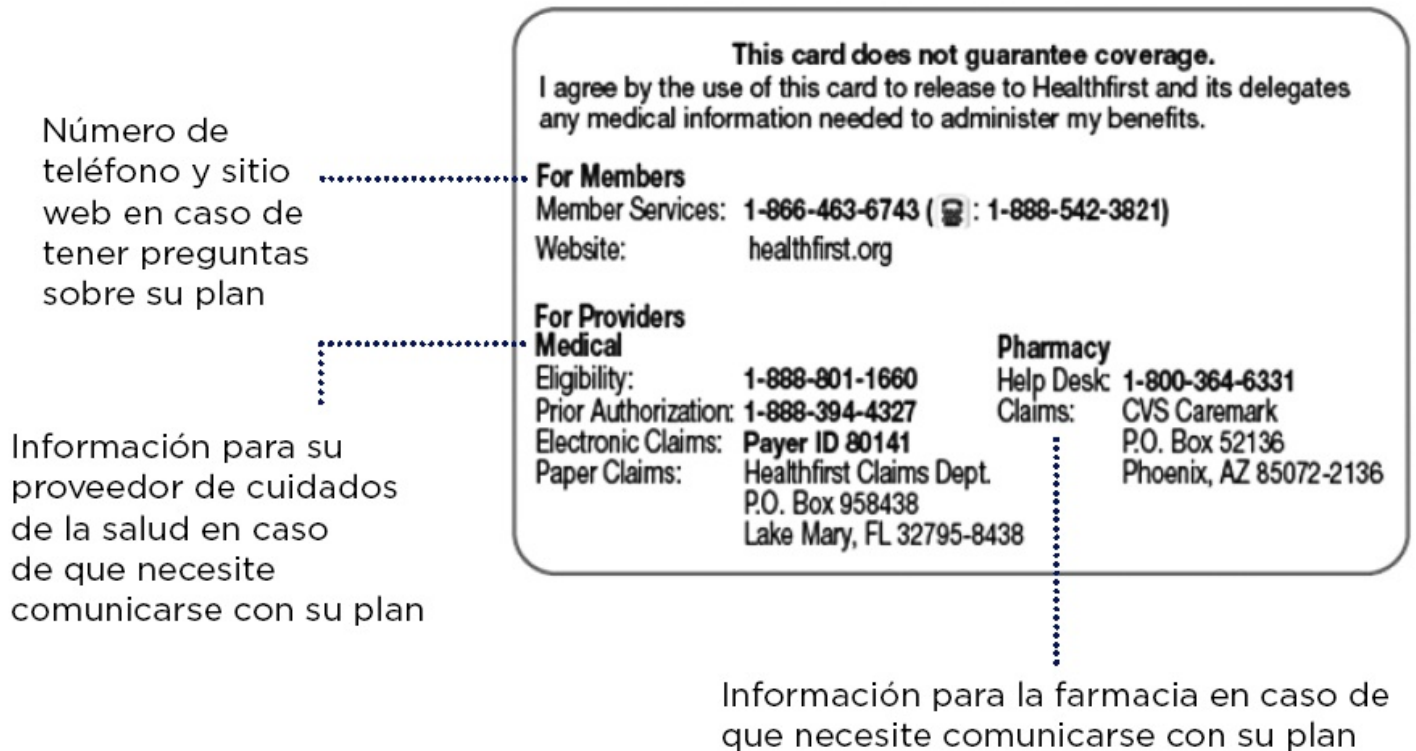 This card does not guarantee coverage.
I agree by the use of this card to release to Healthfirst and its delegates
any medical information needed to administer my benefits.
Número de
teléfono y sitio
web en caso de
tener preguntas
sobre su plan
For Members
Member Services: 1-866-463-6743 ( : 1-888-542-3821)
Website: healthfirst.org
Información para su
proveedor de cuidados
de la salud en caso
de que necesite
comunicarse con su plan
For Providers
Medical
Eligibility: 1-888-801-1660
Prior Authorization: 1-888-394-4327
Electronic Claims: Payer ID 80141
Paper Claims: Healthfirst Claims Dept.
P.O. Box 958438
Lake Mary, FL 32795-8438
Pharmacy
Help Desk: 1-800-364-6331
Claims: CVS Caremark
P.O. Box 52136
Phoenix, AZ 85072-2136
Información para la farmacia en caso de
que necesite comunicarse con su plan